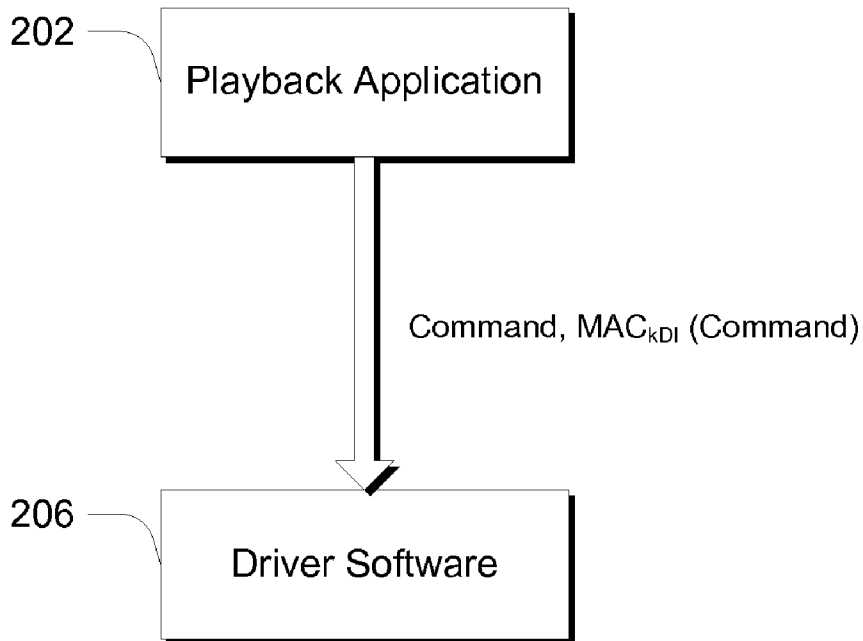 202
Playback Application
Command, MACkDI (Command)
206
Driver Software